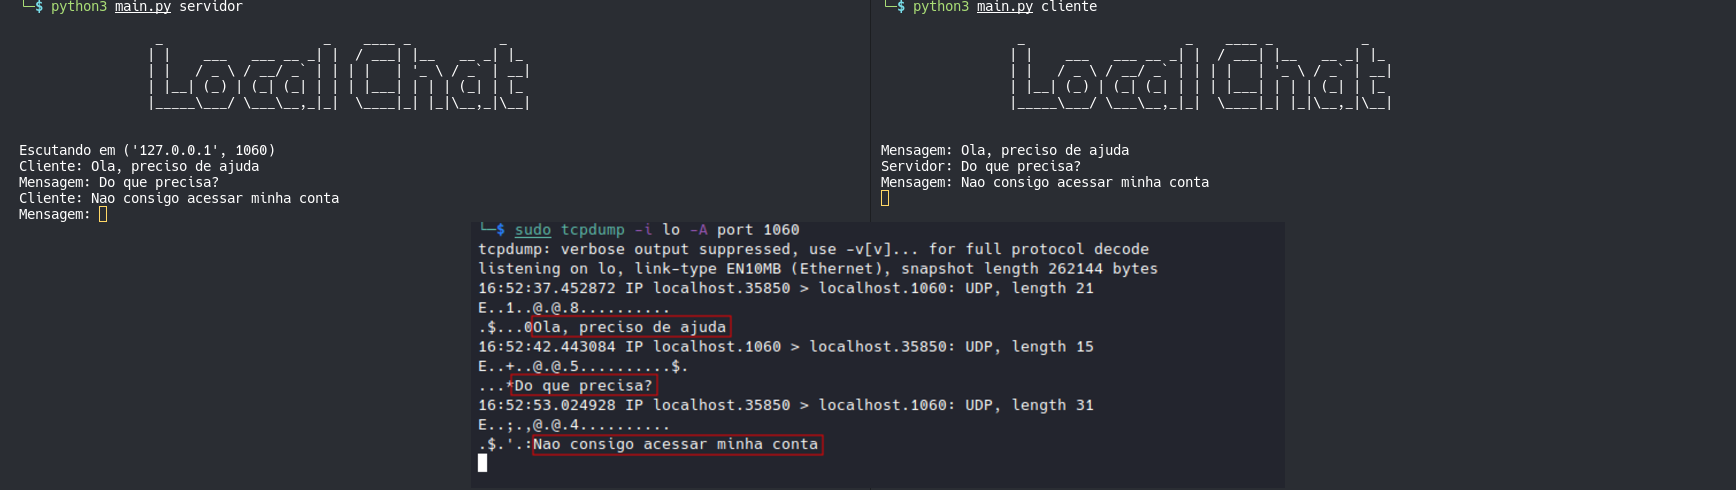 └─$ python3 main.py servidor
Local Chat
Escutando em ('127.0.0.1', 1060)
Cliente: Ola, preciso de ajuda
Mensagem: Do que precisa?
Cliente: Nao consigo acessar minha conta
Mensagem:
└─$ python3 main.py cliente
Local Chat
Mensagem: Ola, preciso de ajuda
Servidor: Do que precisa?
Mensagem: Nao consigo acessar minha conta
└─$ sudo tcpdump -i lo -A port 1060
tcpdump: verbose output suppressed, use -v[v]... for full protocol decode
listening on lo, link-type EN10MB (Ethernet), snapshot length 262144 bytes
16:52:37.452872 IP localhost.35850 > localhost.1060: UDP, length 21
E..1..@.@.8..........
.$...0Ola, preciso de ajuda
16:52:42.443084 IP localhost.1060 > localhost.35850: UDP, length 15
E..+..@.@.5..........$.
...*Do que precisa?
16:52:53.024928 IP localhost.35850 > localhost.1060: UDP, length 31
E..;.,@.@.4..........
.$.'.:Nao consigo acessar minha conta